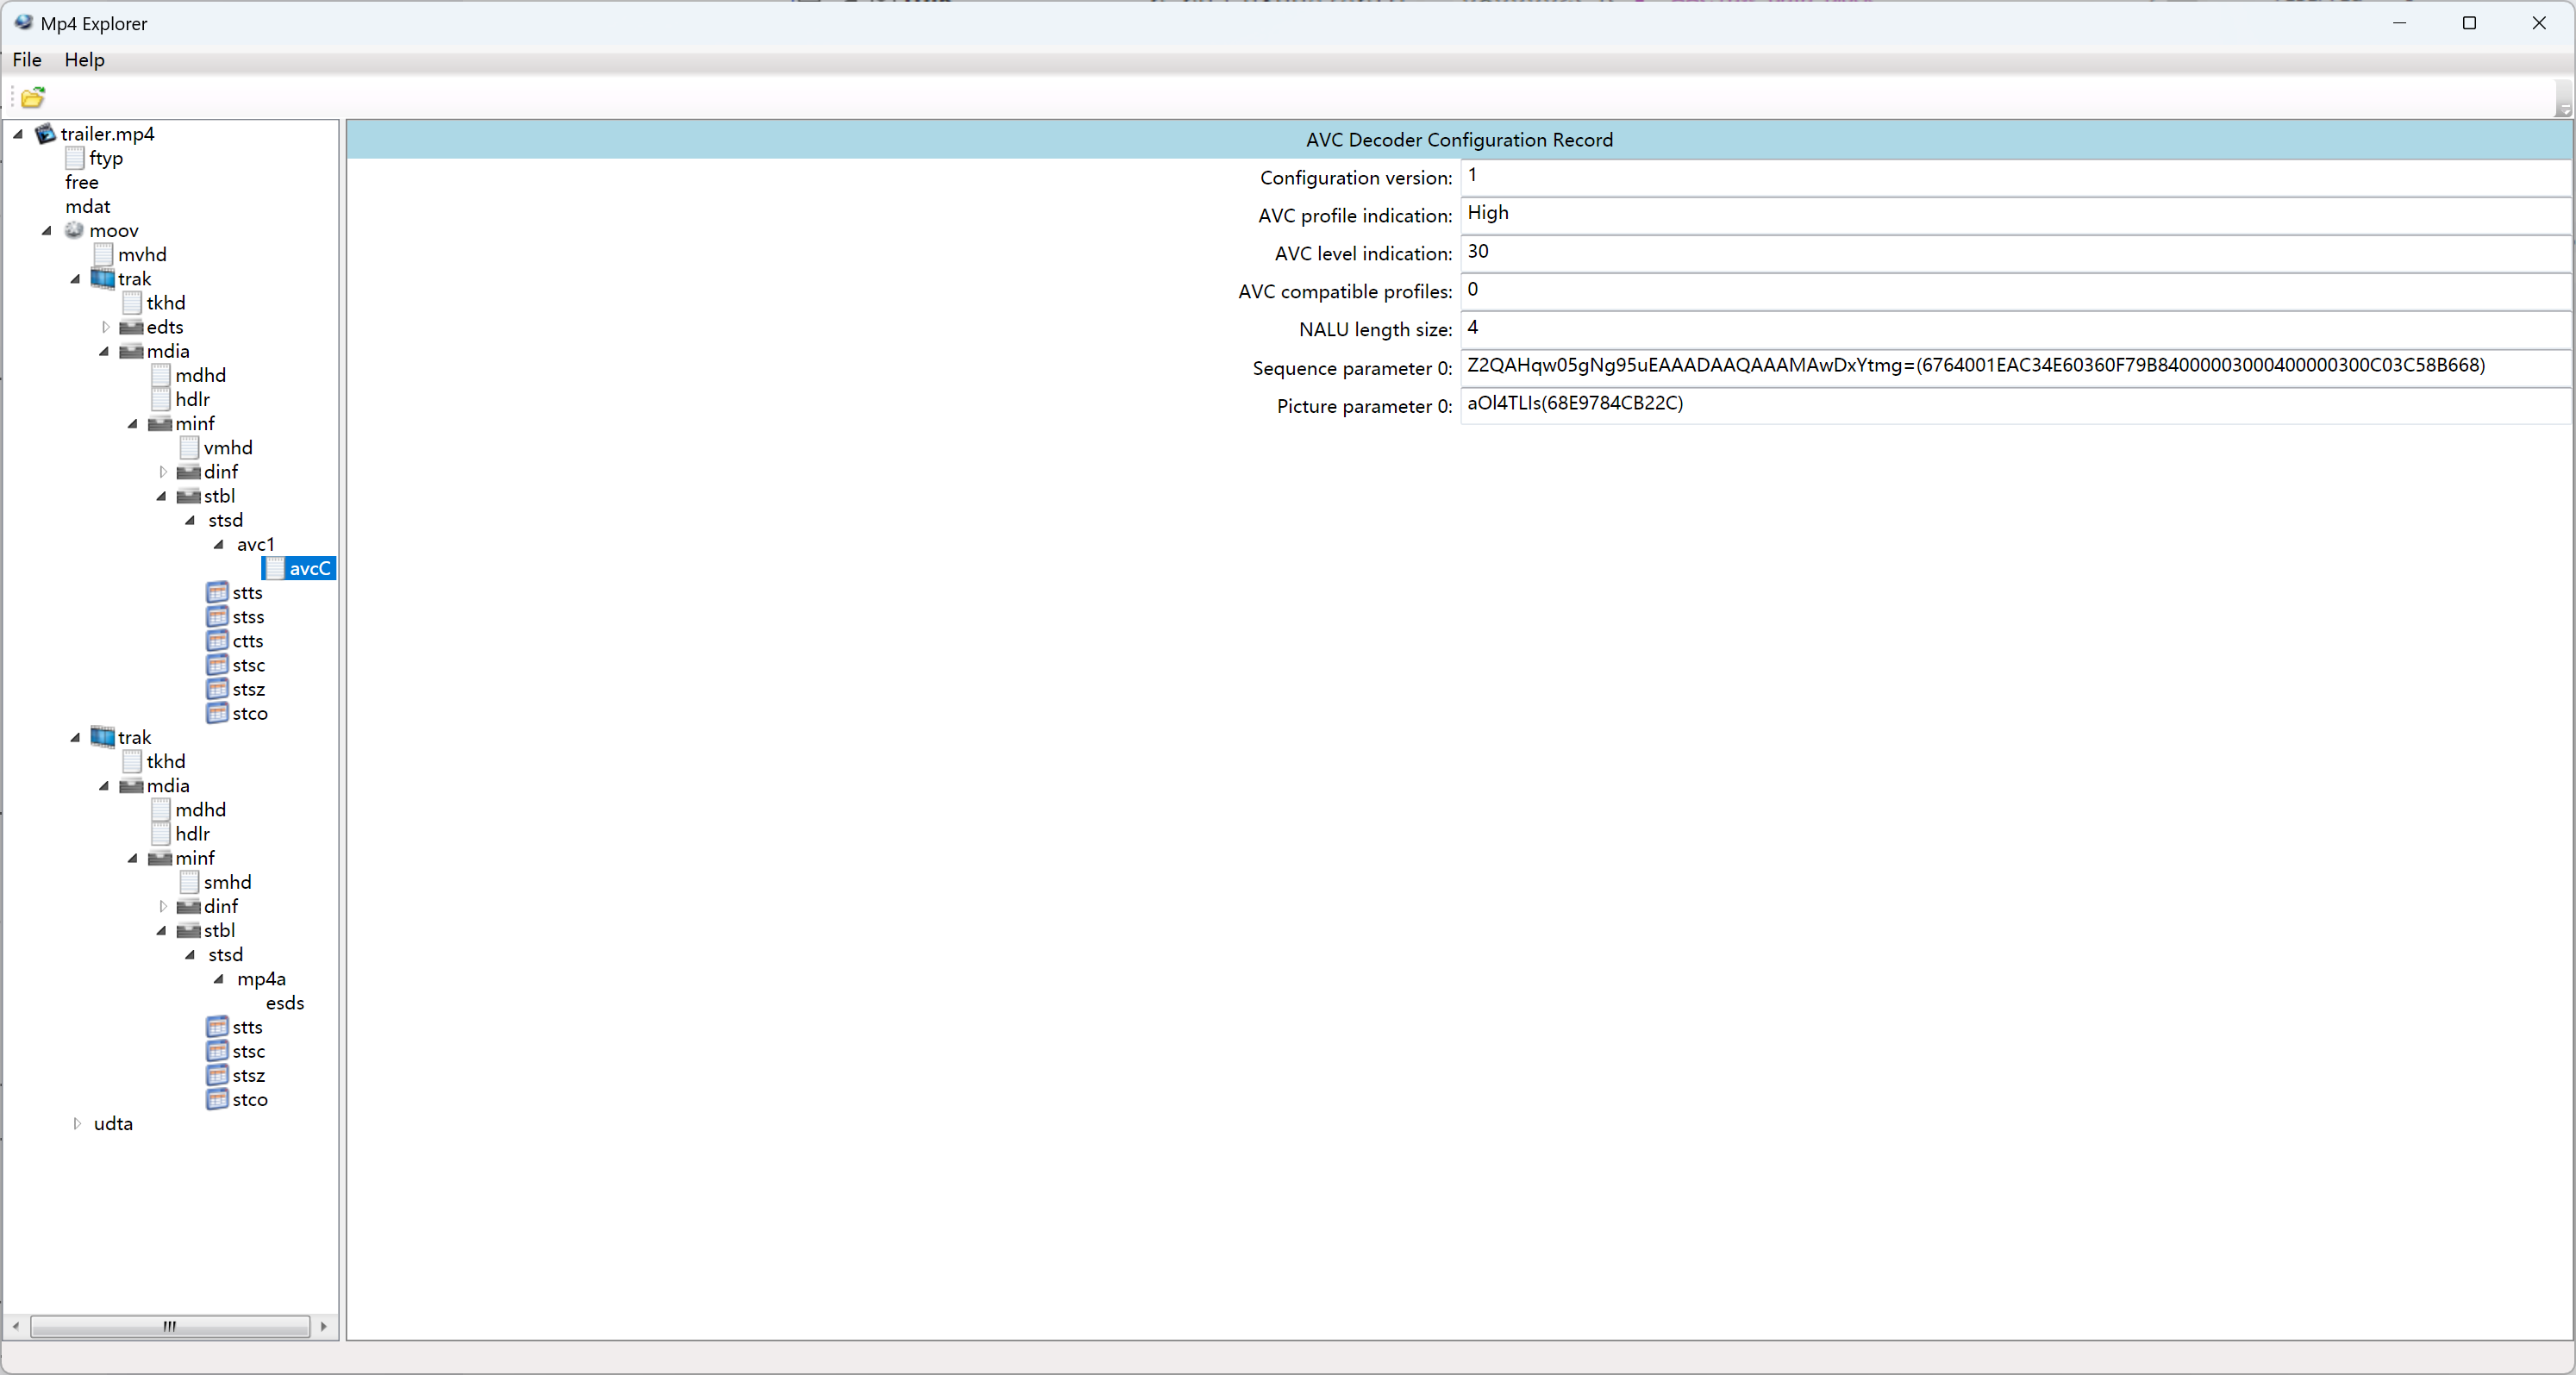 Mp4 Explorer
File Help
trailer.mp4
ftyp
free
mdat
moov
mvhd
trak
tkhd
edts
mdia
mdhd
hdlr
minf
vmhd
dinf
stbl
stsd
avc1
avcC
stts
stss
ctts
stsc
stsz
stco
trak
tkhd
mdia
mdhd
hdlr
minf
smhd
dinf
stbl
stsd
mp4a
esds
stts
stsc
stsz
stco
udta
AVC Decoder Configuration Record
Configuration version: 1
AVC profile indication: High
AVC level indication: 30
AVC compatible profiles: 0
NALU length size: 4
Sequence parameter 0: Z2QAHqw05gNg95uEAAADAAQAAAMAwDxYtmg=(6764001EAC34E60360F79B84000003000400000300C03C58B668)
Picture parameter 0: aOl4TLIs(68E9784CB22C)